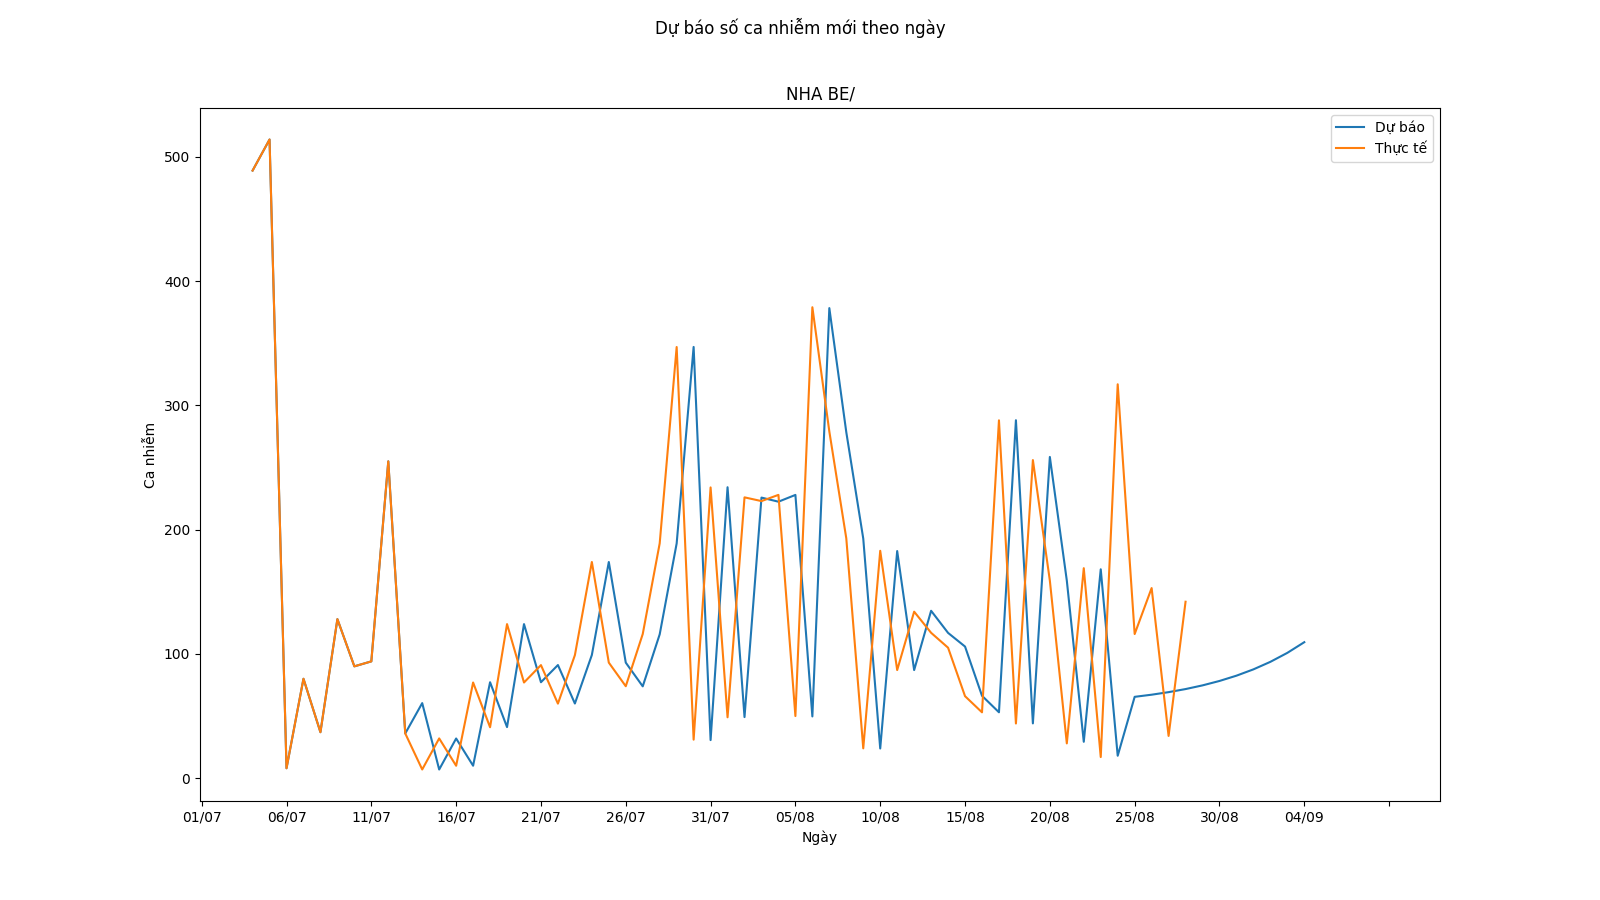 Dự báo số ca nhiễm mới theo ngày
NHA BE/
Dự báo
Thực tế
500
400
300
200
100
0
Ca nhiễm
01/07 06/07 11/07 16/07 21/07 26/07 31/07 05/08 10/08 15/08 20/08 25/08 30/08 04/09
Ngày